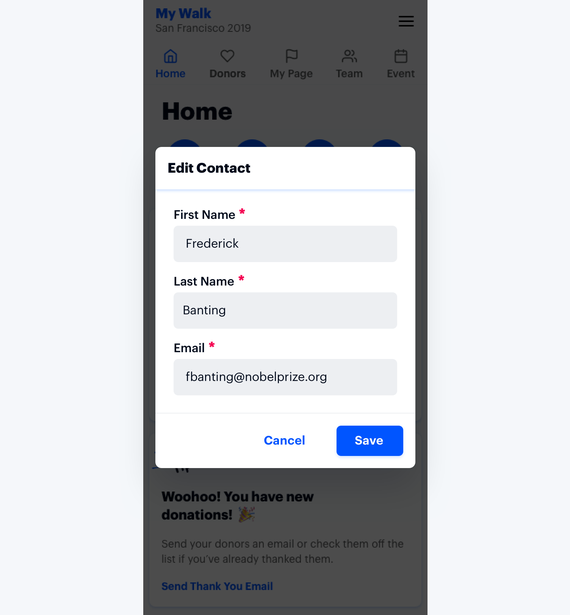 My Walk
San Francisco 2019
Home
Donors
My Page
Team
Event
Home
Edit Contact
First Name *
Frederick
Last Name *
Banting
Email *
fbanting@nobelprize.org
Cancel
Save
Woohoo! You have new
donations! 🎉
Send your donors an email or check them off the
list if you've already thanked them.
Send Thank You Email